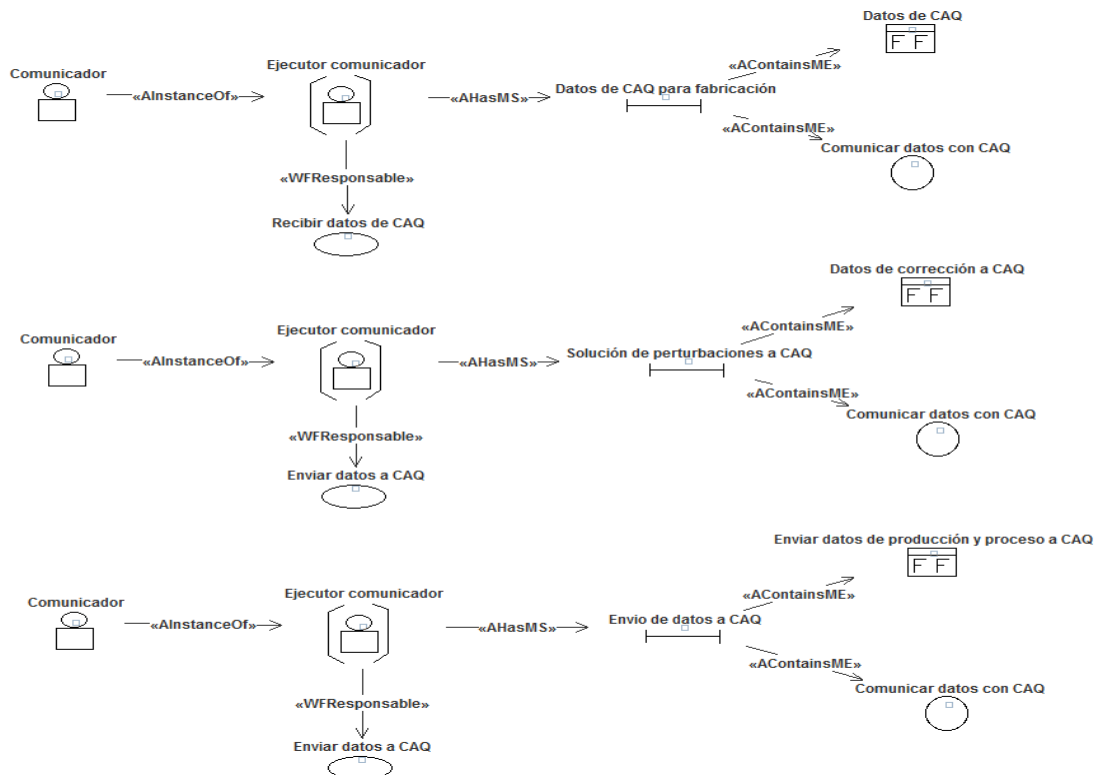 Datos de CAQ
F F
Ejecutor comunicador
«AContainsME»
Comunicador
«AInstanceOf»
«AHasMS»
Datos de CAQ para fabricación
«AContainsME»
Comunicar datos con CAQ
«WFResponsable»
Recibir datos de CAQ
Datos de corrección a CAQ
F F
Ejecutor comunicador
«AContainsME»
Comunicador
«AInstanceOf»
«AHasMS»
Solución de perturbaciones a CAQ
«AContainsME»
Comunicar datos con CAQ
«WFResponsable»
Enviar datos a CAQ
Enviar datos de producción y proceso a CAQ
F F
Ejecutor comunicador
«AContainsME»
Comunicador
«AInstanceOf»
«AHasMS»
Envio de datos a CAQ
«AContainsME»
Comunicar datos con CAQ
«WFResponsable»
Enviar datos a CAQ